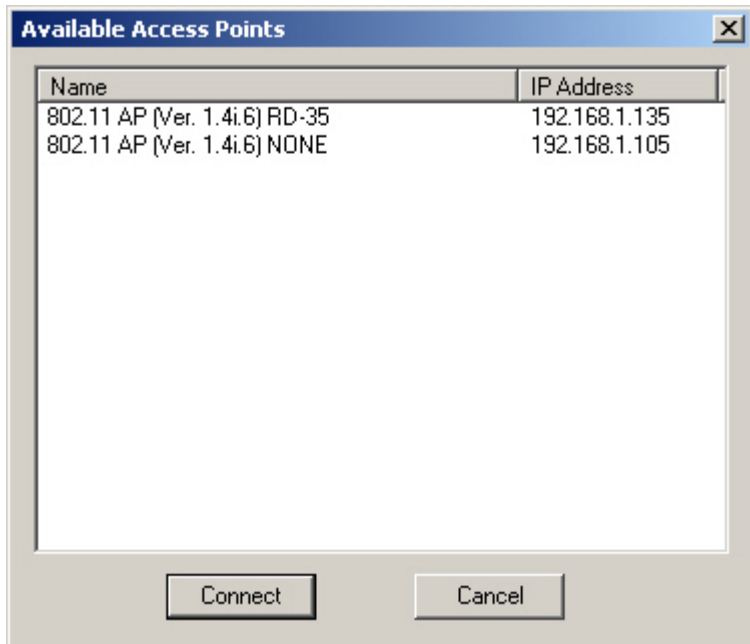 Available Access Points
Name IP Address
802.11 AP (Ver. 1.4i.6) RD-35 192.168.1.135
802.11 AP (Ver. 1.4i.6) NONE 192.168.1.105
Connect Cancel